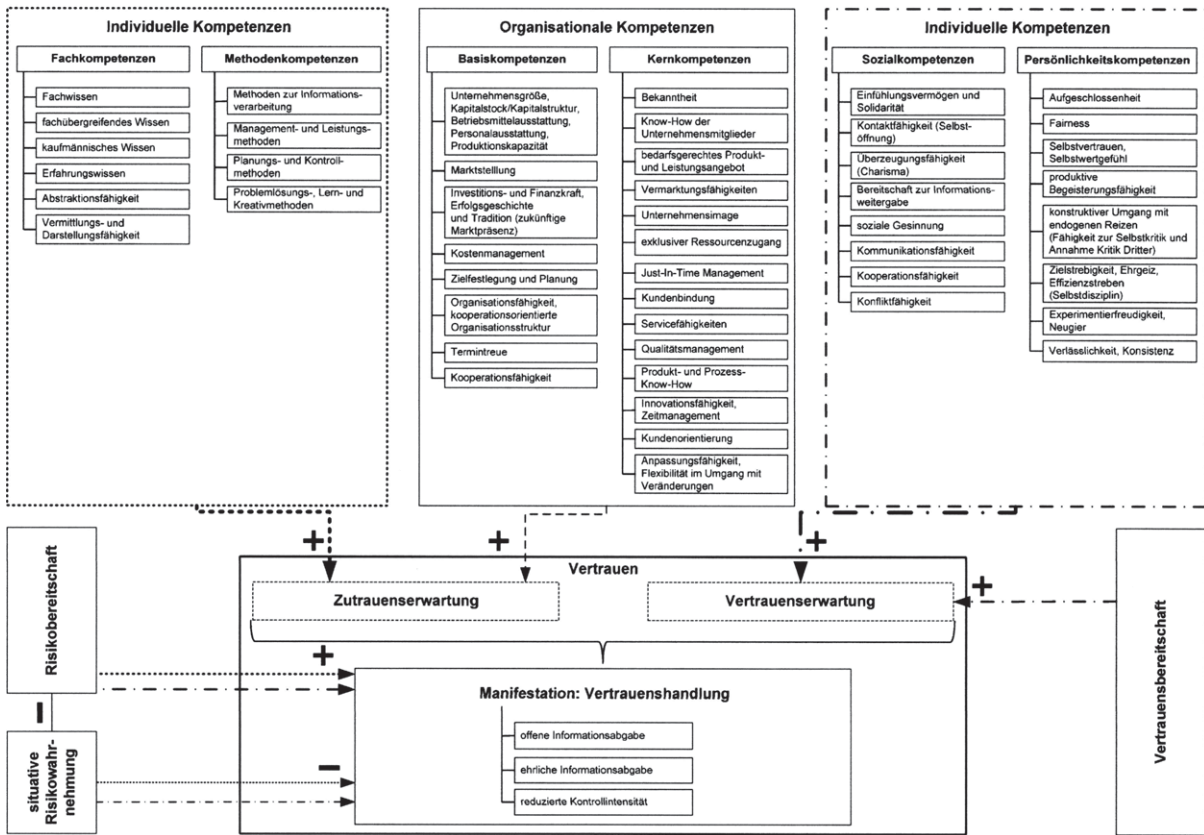 Individuelle Kompetenzen
Fachkompetenzen
Fachwissen
fachübergreifendes Wissen
kaufmännisches Wissen
Erfahrungswissen
Abstraktionsfähigkeit
Vermittlungs- und
Darstellungsfähigkeit
Methodenkompetenzen
Methoden zur Informations-
verarbeitung
Management- und Leistungs-
methoden
Planungs- und Kontroll-
methoden
Problemlösungs-, Lern- und
Kreativmethoden
Organisationale Kompetenzen
Basiskompetenzen
Unternehmensgröße,
Kapitalstock/Kapitalstruktur,
Betriebsmittelausstattung,
Personalausstattung,
Produktionskapazität
Marktstelllung
Investitions- und Finanzkraft,
Erfolgsgeschichte
und Tradition (zukünftige
Marktpräsenz)
Kostenmanagement
Zielfestlegung und Planung
Organisationsfähigkeit,
kooperationsorientierte
Organisationsstruktur
Termintreue
Kooperationsfähigkeit
Kernkompetenzen
Bekanntheit
Know-How der
Unternehmensmitglieder
bedarfsgerechtes Produkt-
und Leistungsangebot
Vermarktungsfähigkeiten
Unternehmensimage
exklusiver Ressourcenzugang
Just-In-Time Management
Kundenbindung
Servicefähigkeiten
Qualitätsmanagement
Produkt- und Prozess-
Know-How
Innovationsfähigkeit,
Zeitmanagement
Kundenorientierung
Anpassungsfähigkeit,
Flexibilität im Umgang mit
Veränderungen
Individuelle Kompetenzen
Sozialkompetenzen
Einfühlungsvermögen und
Solidarität
Kontaktfähigkeit (Selbst-
öffnung)
Überzeugungsfähigkeit
(Charisma)
Bereitschaft zur Informations-
weitergabe
soziale Gesinnung
Kommunikationsfähigkeit
Kooperationsfähigkeit
Konfliktfähigkeit
Persönlichkeitskompetenzen
Aufgeschlossenheit
Fairness
Selbstvertrauen,
Selbstwertgefühl
produktive
Begeisterungsfähigkeit
konstruktiver Umgang mit
endogenen Reizen
(Fähigkeit zur Selbstkritik und
Annahme Kritik Dritter)
Zielstrebigkeit, Ehrgeiz,
Effizienzstreben
(Selbstdisziplin)
Experimentierfreudigkeit,
Neugier
Verlässlichkeit, Konsistenz
+
+
+
Vertrauen
Zutrauenserwartung
Vertrauenserwartung
+
Risikobereitschaft
+
Manifestation: Vertrauenshandlung
offene Informationsabgabe
ehrliche Informationsabgabe
reduzierte Kontrollintensität
−
−
situative
Risikowahr-
nehmung
Vertrauensbereitschaft